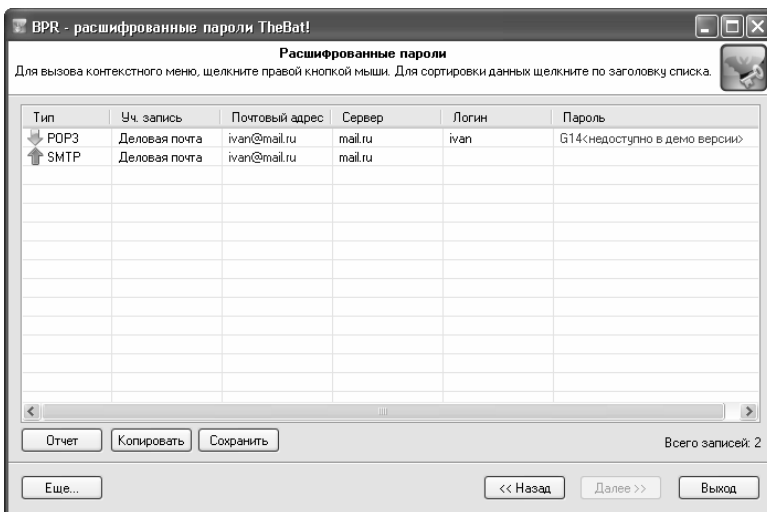 BPR - расшифрованные пароли TheBat!
Расшифрованные пароли
Для вызова контекстного меню, щелкните правой кнопкой мыши. Для сортировки данных щелкните по заголовку списка.
Тип Уч. запись Почтовый адрес Сервер Логин Пароль
POP3 Деловая почта ivan@mail.ru mail.ru ivan G14<недоступно в демо версии>
SMTP Деловая почта ivan@mail.ru mail.ru
Отчет Копировать Сохранить Всего записей: 2
Еще... << Назад Далее >> Выход